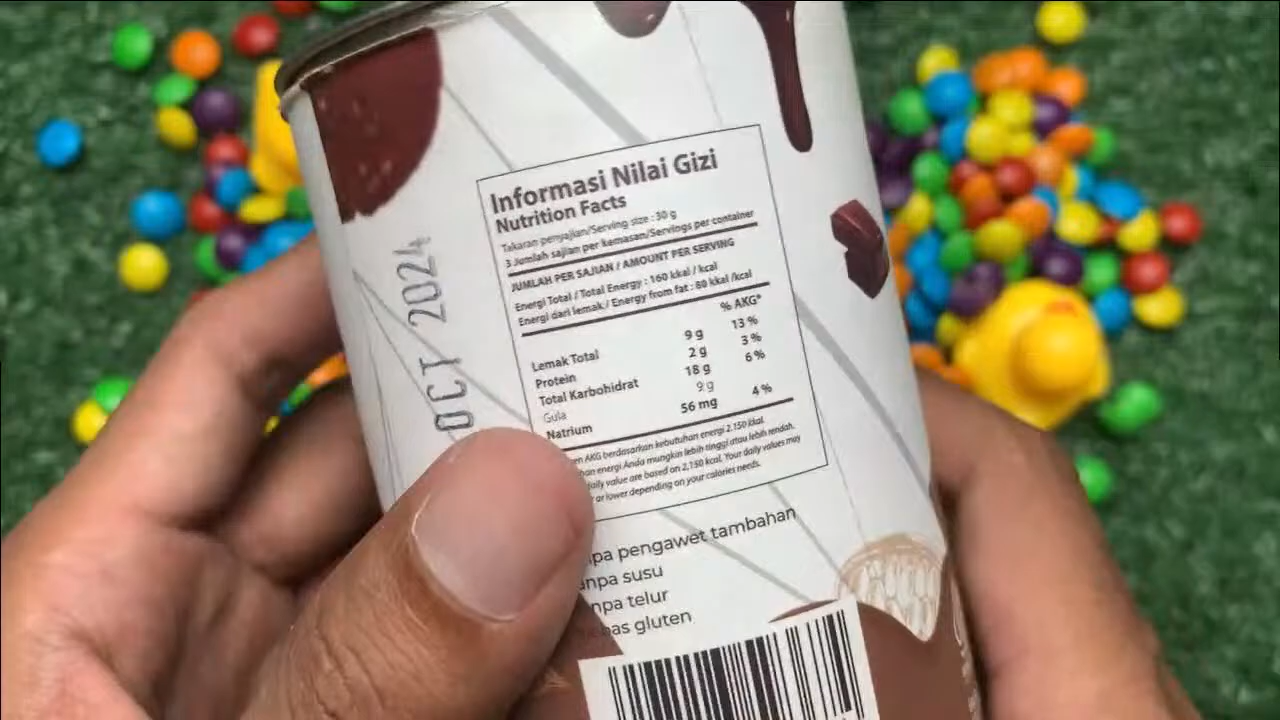 Informasi Nilai Gizi
Nutrition Facts
Takaran penyajian/Serving size : 30 g
3 Jumlah sajian per kemasan/Servings per container
JUMLAH PER SAJIAN / AMOUNT PER SERVING
Energi Total / Total Energy : 160 kkal / kcal
Energi dari lemak / Energy from fat : 80 kkal /kcal
% AKG*
Lemak Total 9 g 13 %
Protein 2 g 3 %
Total Karbohidrat 18 g 6 %
Gula 9 g
Natrium 56 mg 4 %
en AKG berdasarkan kebutuhan energi 2.150 kkal.
han energi Anda mungkin lebih tinggi atau lebih rendah.
daily value are based on 2,150 kcal. Your daily values may
r or lower depending on your calories needs.
OCT 2024
pa pengawet tambahan
anpa susu
npa telur
bas gluten